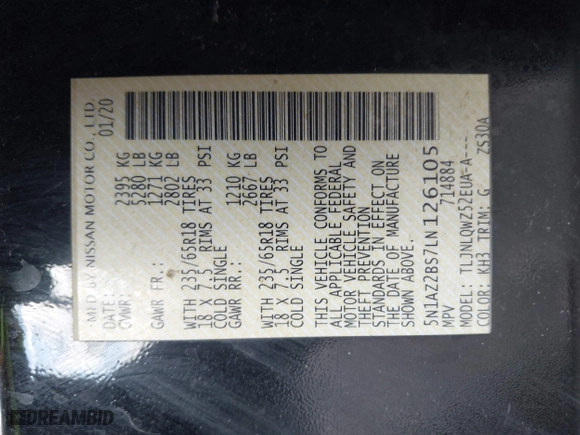 MFD BY NISSAN MOTOR CO., LTD.
DATE: 01/20
GVWR: 2395 KG
5280 LB
GAWR FR.: 1271 KG
2802 LB
WITH 235/65R18 TIRES
18 X 7.5 RIMS AT 33 PSI
COLD SINGLE
GAWR RR.: 1210 KG
2667 LB
WITH 235/65R18 TIRES
18 X 7.5 RIMS AT 33 PSI
COLD SINGLE
THIS VEHICLE CONFORMS TO
ALL APPLICABLE FEDERAL
MOTOR VEHICLE SAFETY AND
THEFT PREVENTION
STANDARDS IN EFFECT ON
THE DATE OF MANUFACTURE
SHOWN ABOVE.
5N1AZ2BS7LN126105
MPV 714884
MODEL: TLJNLQWZ52EUA-A---
COLOR: KH3 TRIM: G ZS30A
DREAMBID